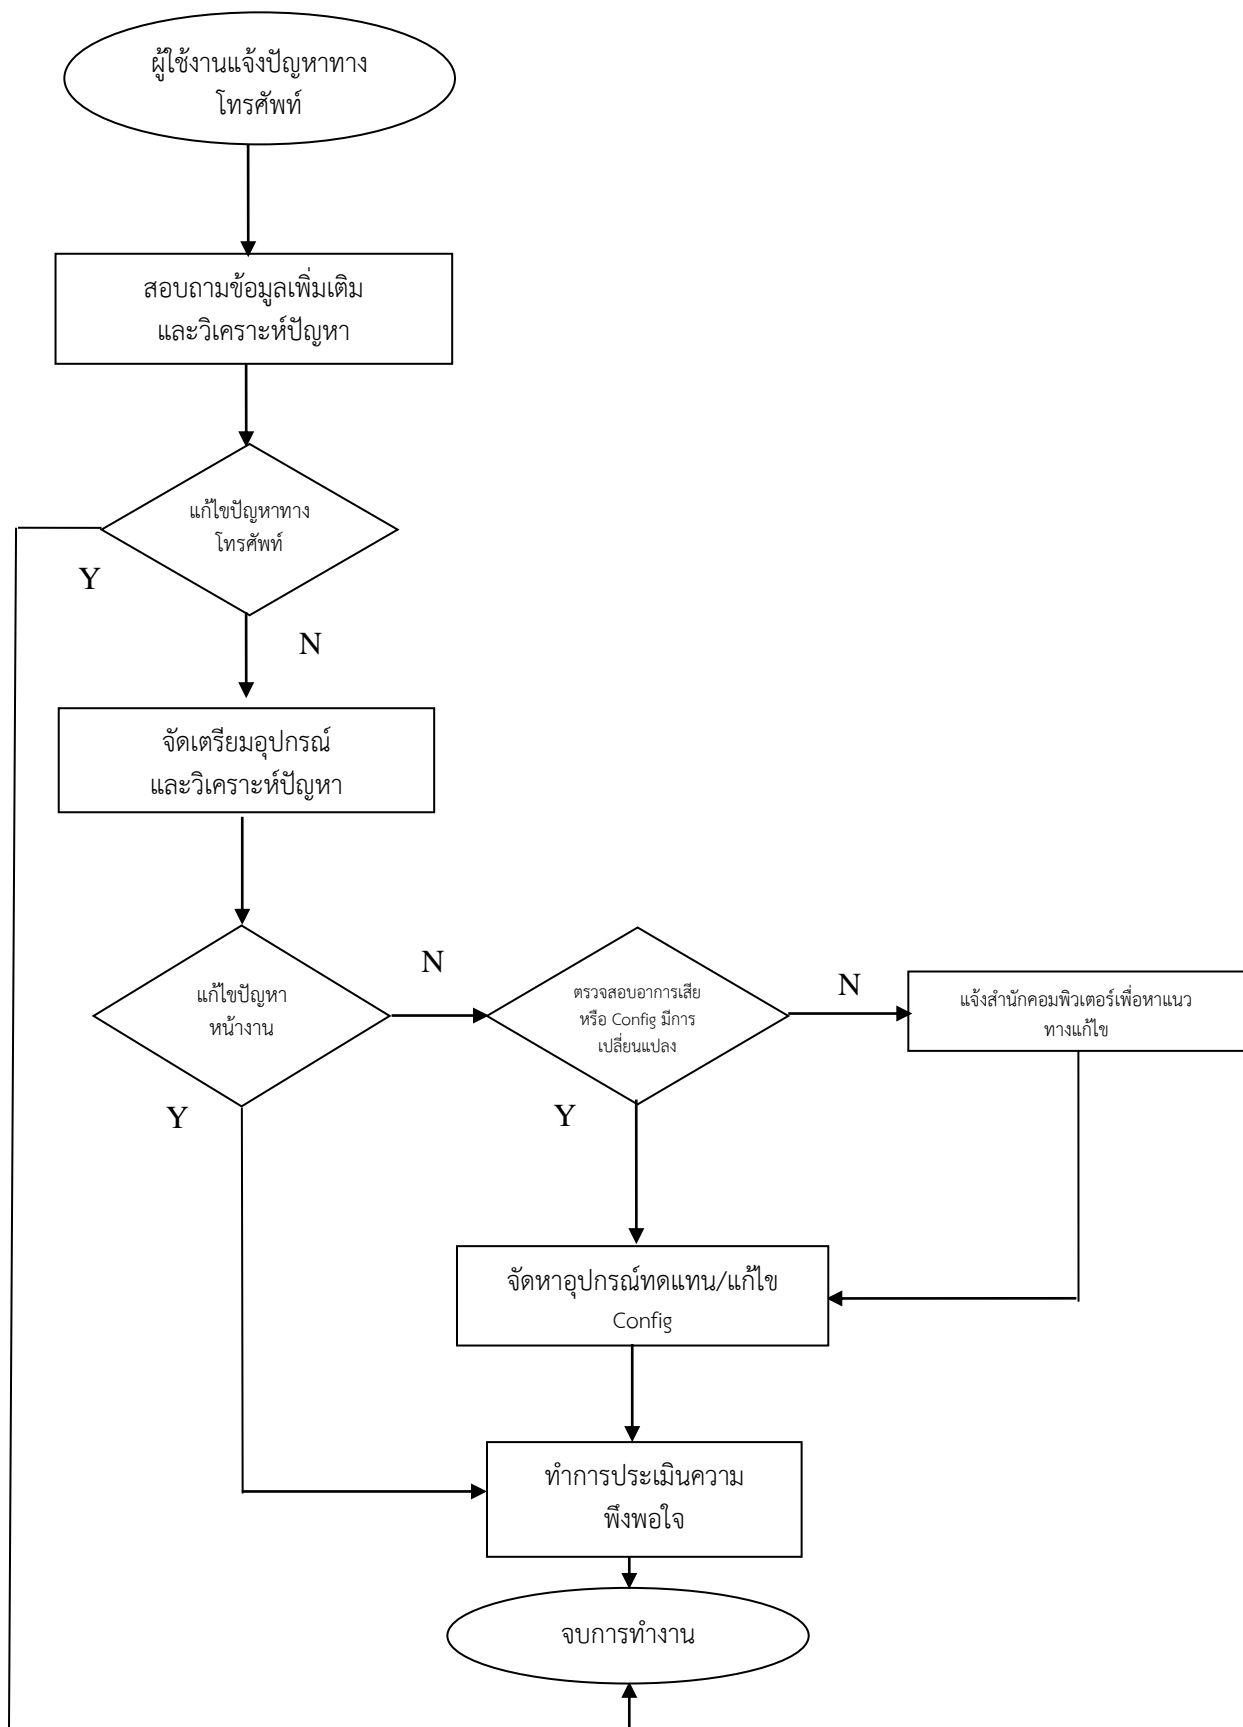 ผู้ใช้งานแจ้งปัญหาทาง
โทรศัพท์
สอบถามข้อมูลเพิ่มเติม
และวิเคราะห์ปัญหา
แก้ไขปัญหาทาง
โทรศัพท์
Y
N
จัดเตรียมอุปกรณ์
และวิเคราะห์ปัญหา
แก้ไขปัญหา
หน้างาน
N
Y
ตรวจสอบอาการเสีย
หรือ Config มีการ
เปลี่ยนแปลง
N
Y
แจ้งสำนักคอมพิวเตอร์เพื่อหาแนว
ทางแก้ไข
จัดหาอุปกรณ์ทดแทน/แก้ไข
Config
ทำการประเมินความ
พึงพอใจ
จบการทำงาน